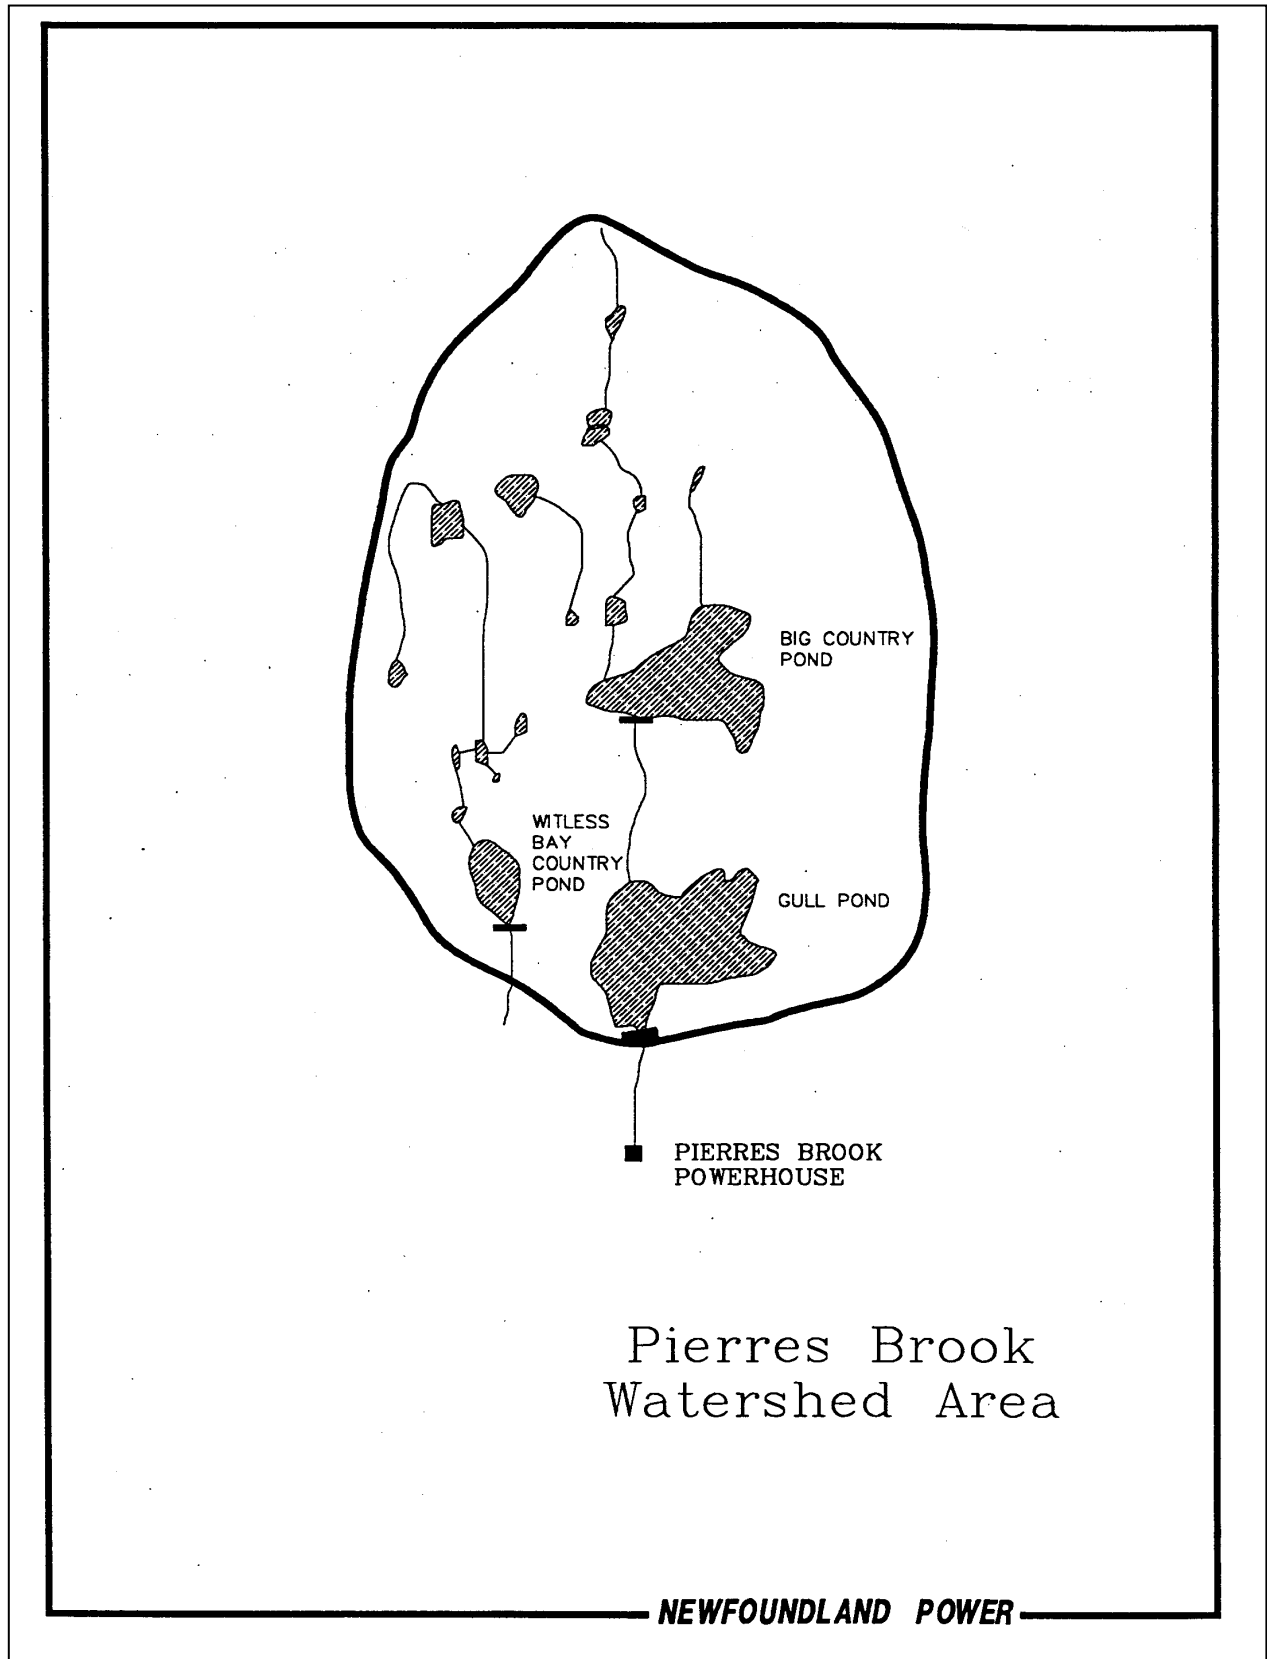 BIG COUNTRY
POND
WITLESS
BAY
COUNTRY
POND
GULL POND
PIERRES BROOK
POWERHOUSE
Pierres Brook
Watershed Area
NEWFOUNDLAND POWER